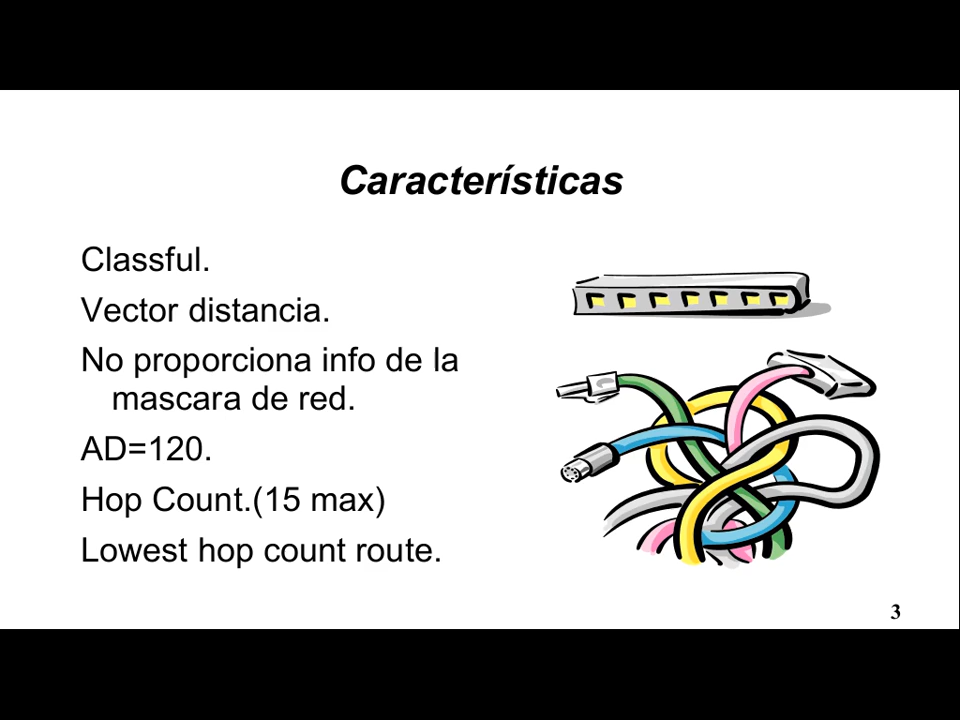 Características
Classful.
Vector distancia.
No proporciona info de la
mascara de red.
AD=120.
Hop Count.(15 max)
Lowest hop count route.
3